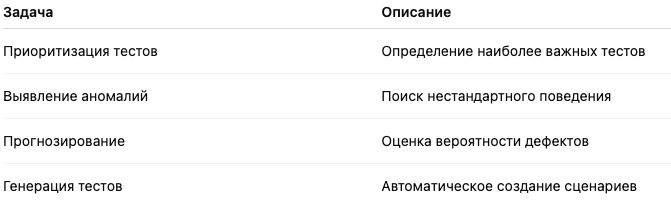 Задача Описание
Приоритизация тестов Определение наиболее важных тестов
Выявление аномалий Поиск нестандартного поведения
Прогнозирование Оценка вероятности дефектов
Генерация тестов Автоматическое создание сценариев